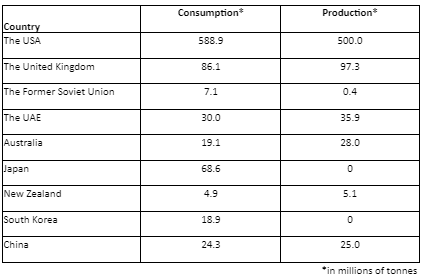 Country Consumption* Production*
The USA 588.9 500.0
The United Kingdom 86.1 97.3
The Former Soviet Union 7.1 0.4
The UAE 30.0 35.9
Australia 19.1 28.0
Japan 68.6 0
New Zealand 4.9 5.1
South Korea 18.9 0
China 24.3 25.0
*in millions of tonnes